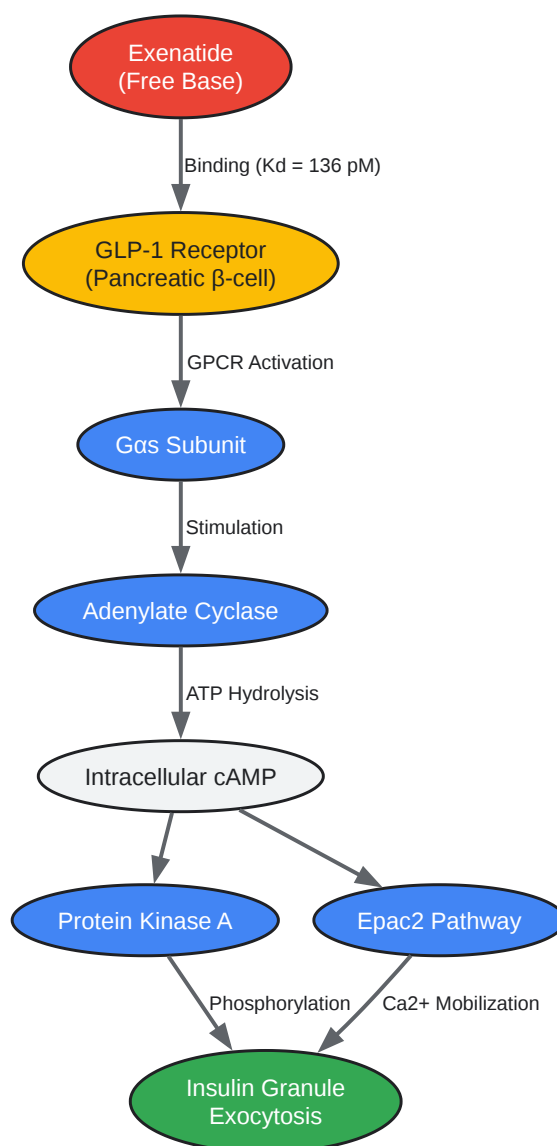 Exenatide
(Free Base)
Binding (Kd = 136 pM)
GLP-1 Receptor
(Pancreatic β-cell)
GPCR Activation
Gαs Subunit
Stimulation
Adenylate Cyclase
ATP Hydrolysis
Intracellular cAMP
Protein Kinase A
Epac2 Pathway
Phosphorylation
Ca2+ Mobilization
Insulin Granule
Exocytosis